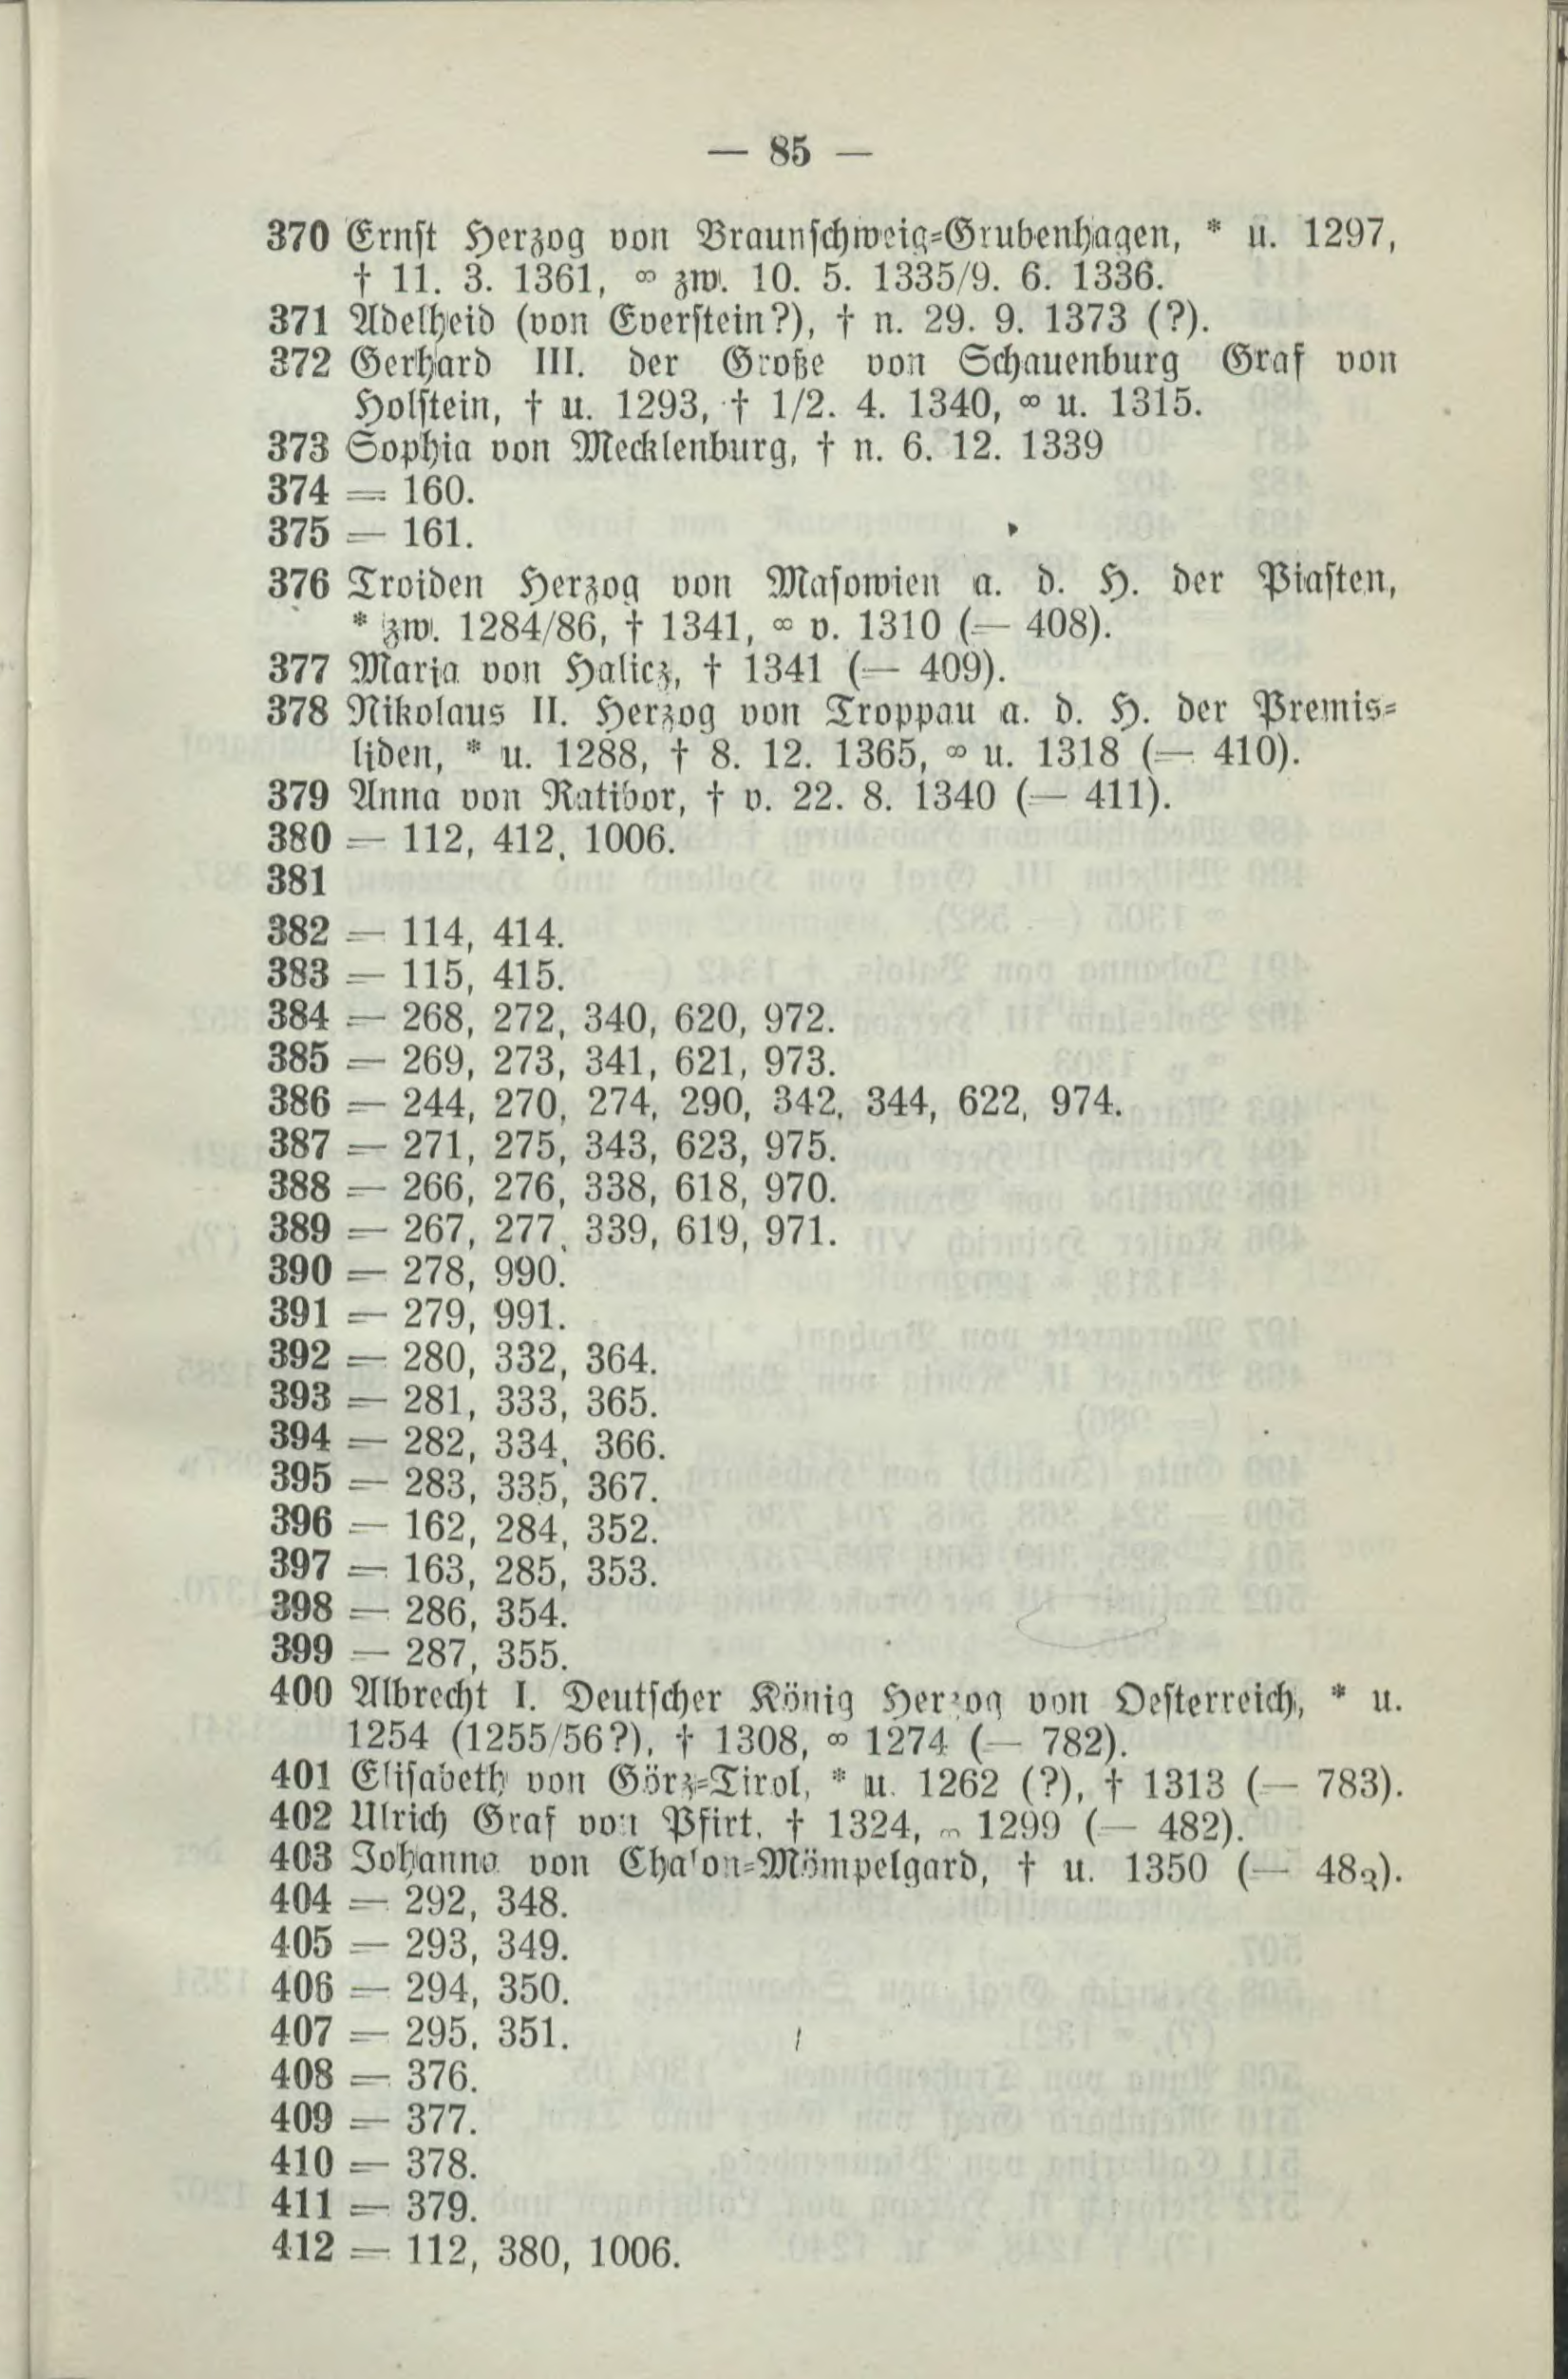 — 85 —
370 Ernst Herzog von Braunschweig-Grubenhagen, * u. 1297,
† 11. 3. 1361, ∞ zw. 10. 5. 1335/9. 6. 1336.
371 Adelheid (von Everstein?), † n. 29. 9. 1373 (?).
372 Gerhard III. der Große von Schauenburg Graf von
Holstein, † u. 1293, † 1/2. 4. 1340, ∞ u. 1315.
373 Sophia von Mecklenburg, † n. 6. 12. 1339
374 = 160.
375 = 161.
376 Troiden Herzog von Masowien a. d. H. der Piasten,
* zw. 1284/86, † 1341, ∞ v. 1310 (= 408).
377 Maria von Halicz, † 1341 (= 409).
378 Nikolaus II. Herzog von Troppau a. d. H. der Premis-
liden, * u. 1288, † 8. 12. 1365, ∞ u. 1318 (= 410).
379 Anna von Ratibor, † v. 22. 8. 1340 (= 411).
380 = 112, 412, 1006.
381
382 = 114, 414.
383 = 115, 415.
384 = 268, 272, 340, 620, 972.
385 = 269, 273, 341, 621, 973.
386 = 244, 270, 274, 290, 342, 344, 622, 974.
387 = 271, 275, 343, 623, 975.
388 = 266, 276, 338, 618, 970.
389 = 267, 277, 339, 619, 971.
390 = 278, 990.
391 = 279, 991.
392 = 280, 332, 364.
393 = 281, 333, 365.
394 = 282, 334, 366.
395 = 283, 335, 367.
396 = 162, 284, 352.
397 = 163, 285, 353.
398 = 286, 354.
399 = 287, 355.
400 Albrecht I. Deutscher König Herzog von Oesterreich, * u.
1254 (1255/56?), † 1308, ∞ 1274 (= 782).
401 Elisabeth von Görz-Tirol, * u. 1262 (?), † 1313 (= 783).
402 Ulrich Graf von Pfirt, † 1324, ∞ 1299 (= 482).
403 Johanna von Chalon-Mömpelgard, † u. 1350 (= 483).
404 = 292, 348.
405 = 293, 349.
406 = 294, 350.
407 = 295, 351.
408 = 376.
409 = 377.
410 = 378.
411 = 379.
412 = 112, 380, 1006.